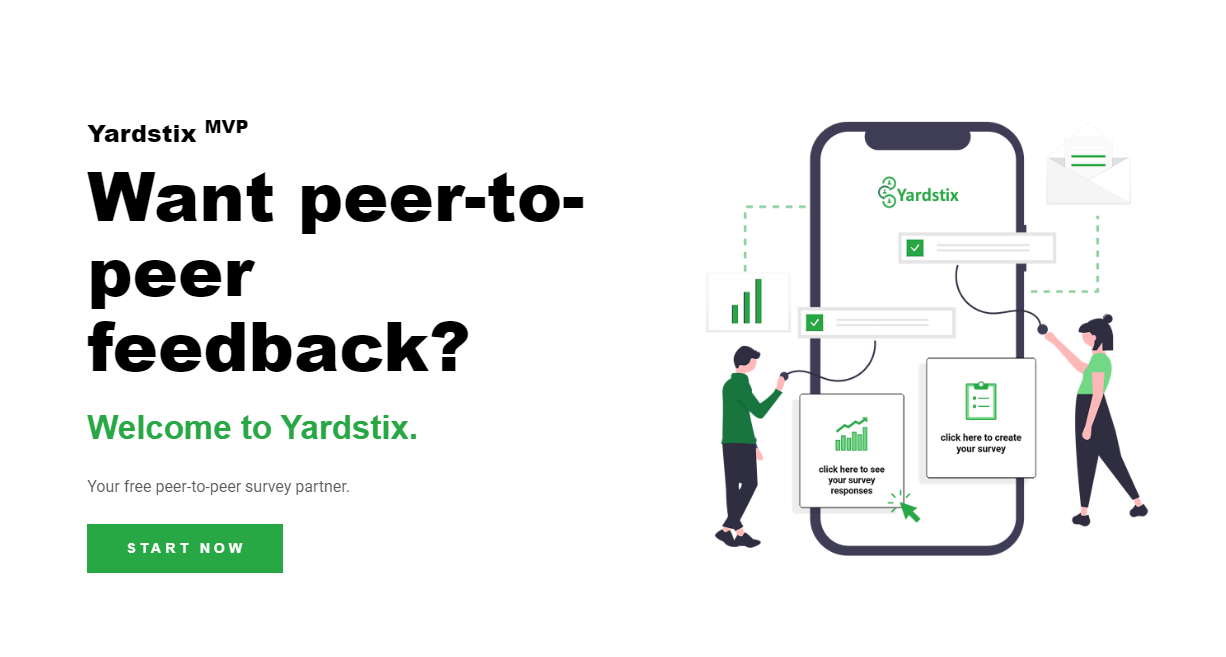 Yardstix MVP
Want peer-to-
peer
feedback?
Welcome to Yardstix.
Your free peer-to-peer survey partner.
START NOW
Yardstix
click here to create
your survey
click here to see
your survey
responses